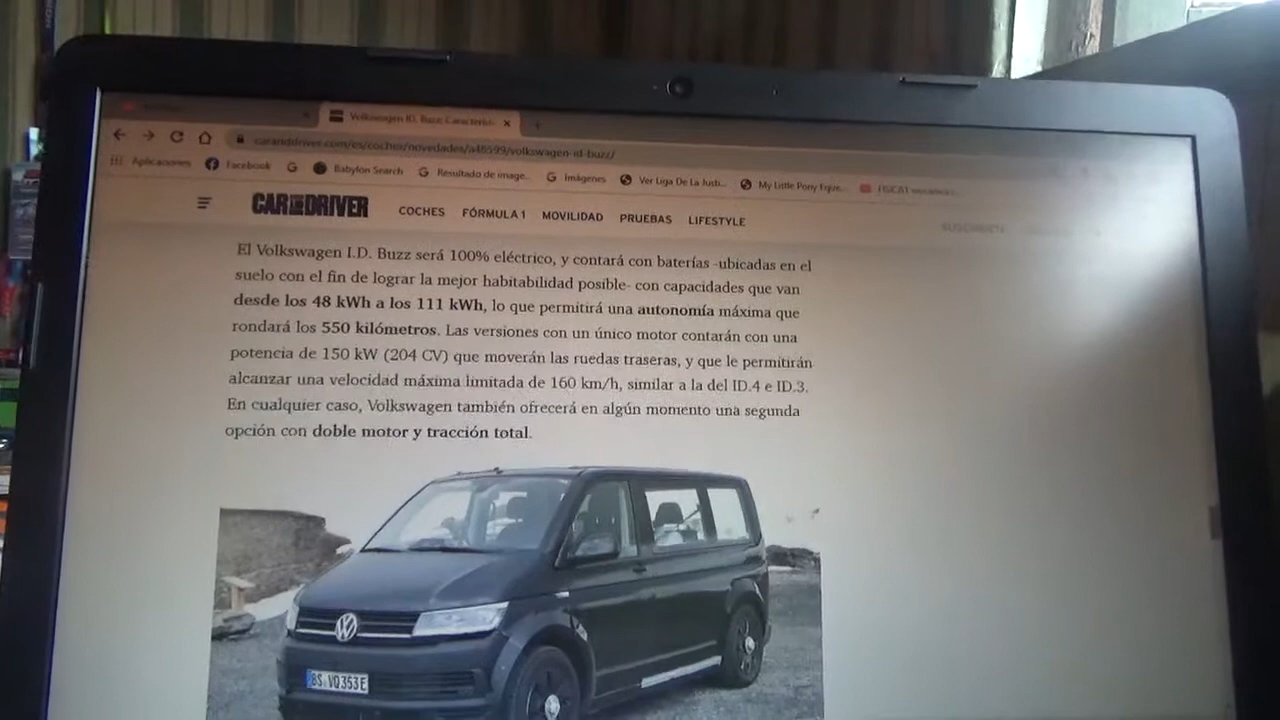 Volkswagen ID. Buzz: Caracterís
caranddriver.com/es/coches/novedades/a46599/volkswagen-id-buzz/
Aplicaciones Facebook Babylon Search Resultado de image... Imágenes Ver Liga De La Justi... My Little Pony Eque...
CAR AND DRIVER COCHES FÓRMULA 1 MOVILIDAD PRUEBAS LIFESTYLE
El Volkswagen I.D. Buzz será 100% eléctrico, y contará con baterías -ubicadas en el
suelo con el fin de lograr la mejor habitabilidad posible- con capacidades que van
desde los 48 kWh a los 111 kWh, lo que permitirá una autonomía máxima que
rondará los 550 kilómetros. Las versiones con un único motor contarán con una
potencia de 150 kW (204 CV) que moverán las ruedas traseras, y que le permitirán
alcanzar una velocidad máxima limitada de 160 km/h, similar a la del ID.4 e ID.3.
En cualquier caso, Volkswagen también ofrecerá en algún momento una segunda
opción con doble motor y tracción total.
BS VQ 353E